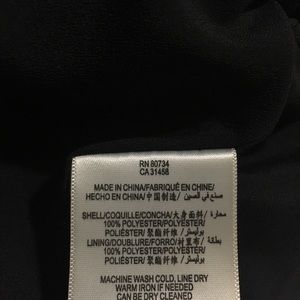 RN 80734
CA 31458
MADE IN CHINA/FABRIQUÉ EN CHINE/
HECHO EN CHINA/中国制造/ صنع في الصين
SHELL/COQUILLE/CONCHA/大身面料/ محارة
100% POLYESTER/POLYESTER/
POLIÉSTER/聚酯纤维/ بوليستر
LINING/DOUBLURE/FORRO/衬里布/ بطانة
100% POLYESTER/POLYESTER/
POLIÉSTER/聚酯纤维/ بوليستر
MACHINE WASH COLD, LINE DRY
WARM IRON IF NEEDED
CAN BE DRY CLEANED